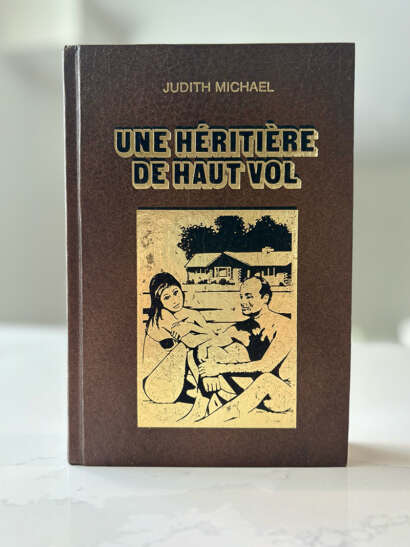 JUDITH MICHAEL
UNE HÉRITIÈRE
DE HAUT VOL